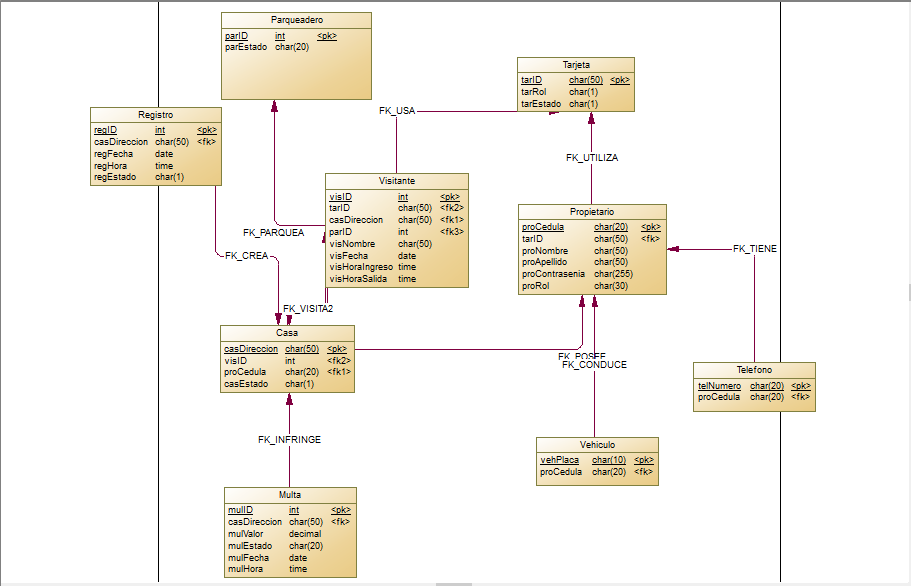 Parqueadero
parID int <pk>
parEstado char(20)
Tarjeta
tarID char(50) <pk>
tarRol char(1)
tarEstado char(1)
FK_USA
Registro
regID int <pk>
casDireccion char(50) <fk>
regFecha date
regHora time
regEstado char(1)
FK_UTILIZA
Visitante
visID int <pk>
tarID char(50) <fk2>
casDireccion char(50) <fk1>
parID int <fk3>
visNombre char(50)
visFecha date
visHoraIngreso time
visHoraSalida time
Propietario
proCedula char(20) <pk>
tarID char(50) <fk>
proNombre char(50)
proApellido char(50)
proContrasenia char(255)
proRol char(30)
FK_PARQUEA
FK_TIENE
FK_CREA
FK_VISITA2
Casa
casDireccion char(50) <pk>
visID int <fk2>
proCedula char(20) <fk1>
casEstado char(1)
FK_POSEE
FK_CONDUCE
Telefono
telNumero char(20) <pk>
proCedula char(20) <fk>
FK_INFRINGE
Vehiculo
vehPlaca char(10) <pk>
proCedula char(20) <fk>
Multa
mulID int <pk>
casDireccion char(50) <fk>
mulValor decimal
mulEstado char(20)
mulFecha date
mulHora time